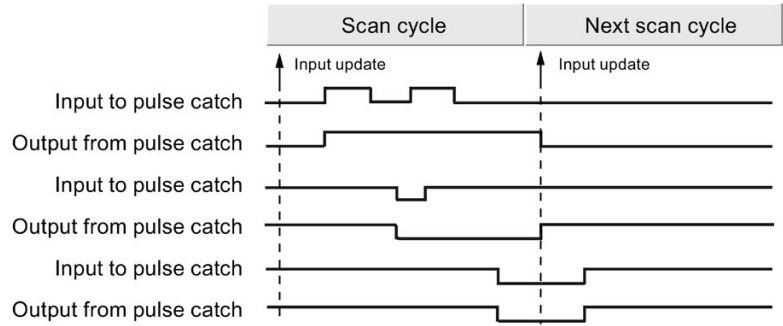 Scan cycle Next scan cycle
Input update Input update
Input to pulse catch
Output from pulse catch
Input to pulse catch
Output from pulse catch
Input to pulse catch
Output from pulse catch